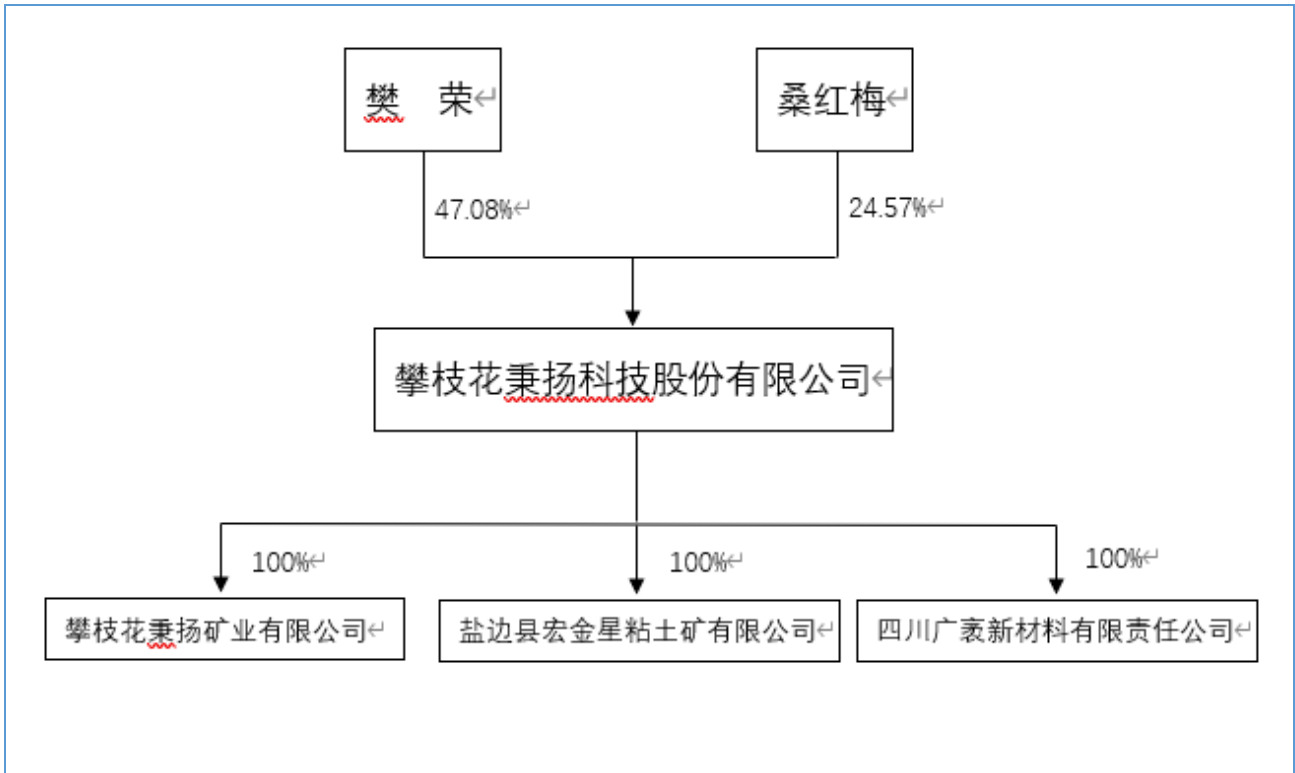 樊　荣
桑红梅
47.08%
24.57%
攀枝花秉扬科技股份有限公司
100%
100%
100%
攀枝花秉扬矿业有限公司
盐边县宏金星粘土矿有限公司
四川广袤新材料有限责任公司